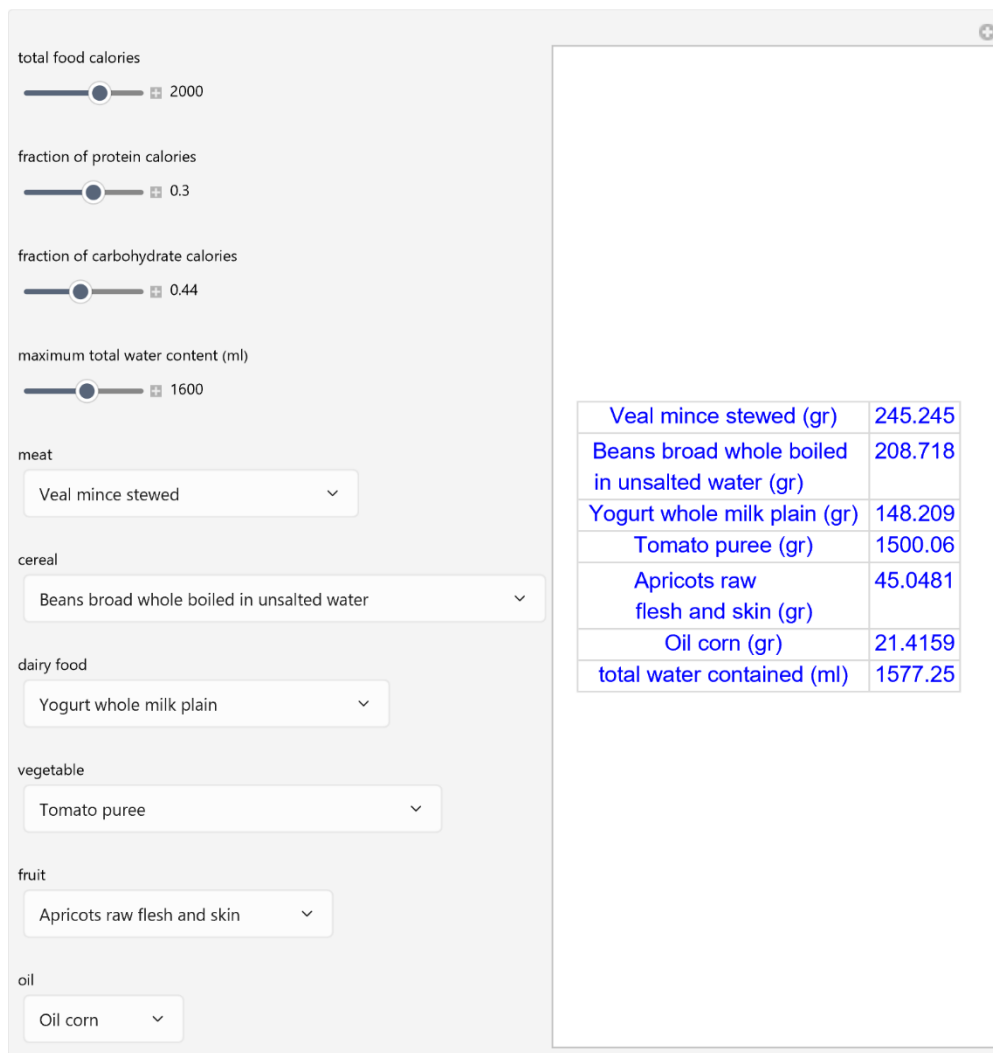 total food calories
2000
fraction of protein calories
0.3
fraction of carbohydrate calories
0.44
maximum total water content (ml)
1600
meat
Veal mince stewed
cereal
Beans broad whole boiled in unsalted water
dairy food
Yogurt whole milk plain
vegetable
Tomato puree
fruit
Apricots raw flesh and skin
oil
Oil corn
Veal mince stewed (gr) 245.245
Beans broad whole boiled 208.718
in unsalted water (gr)
Yogurt whole milk plain (gr) 148.209
Tomato puree (gr) 1500.06
Apricots raw 45.0481
flesh and skin (gr)
Oil corn (gr) 21.4159
total water contained (ml) 1577.25